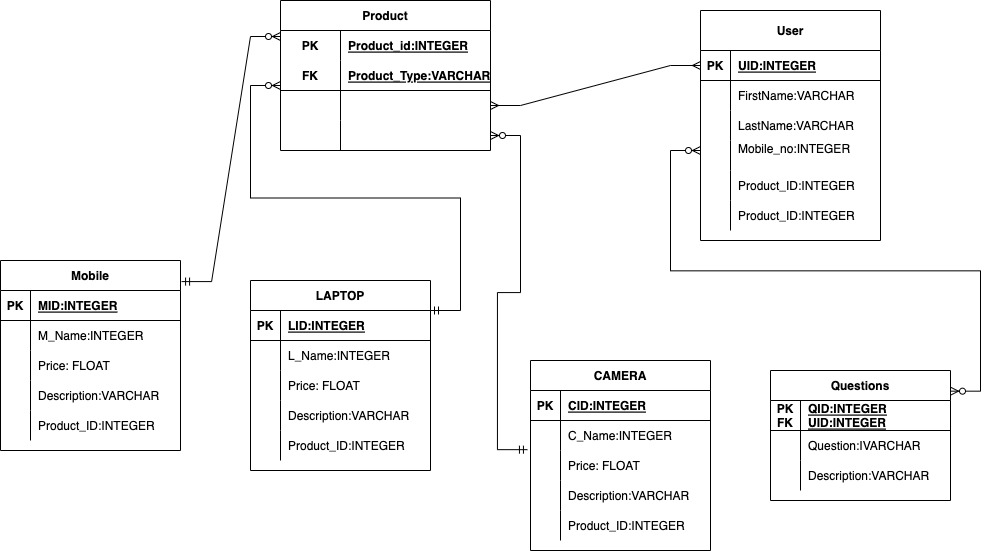 Product
PK Product_id:INTEGER
FK Product_Type:VARCHAR
User
PK UID:INTEGER
FirstName:VARCHAR
LastName:VARCHAR
Mobile_no:INTEGER
Product_ID:INTEGER
Product_ID:INTEGER
Mobile
PK MID:INTEGER
M_Name:INTEGER
Price: FLOAT
Description:VARCHAR
Product_ID:INTEGER
LAPTOP
PK LID:INTEGER
L_Name:INTEGER
Price: FLOAT
Description:VARCHAR
Product_ID:INTEGER
CAMERA
PK CID:INTEGER
C_Name:INTEGER
Price: FLOAT
Description:VARCHAR
Product_ID:INTEGER
Questions
PK QID:INTEGER
FK UID:INTEGER
Question:IVARCHAR
Description:VARCHAR